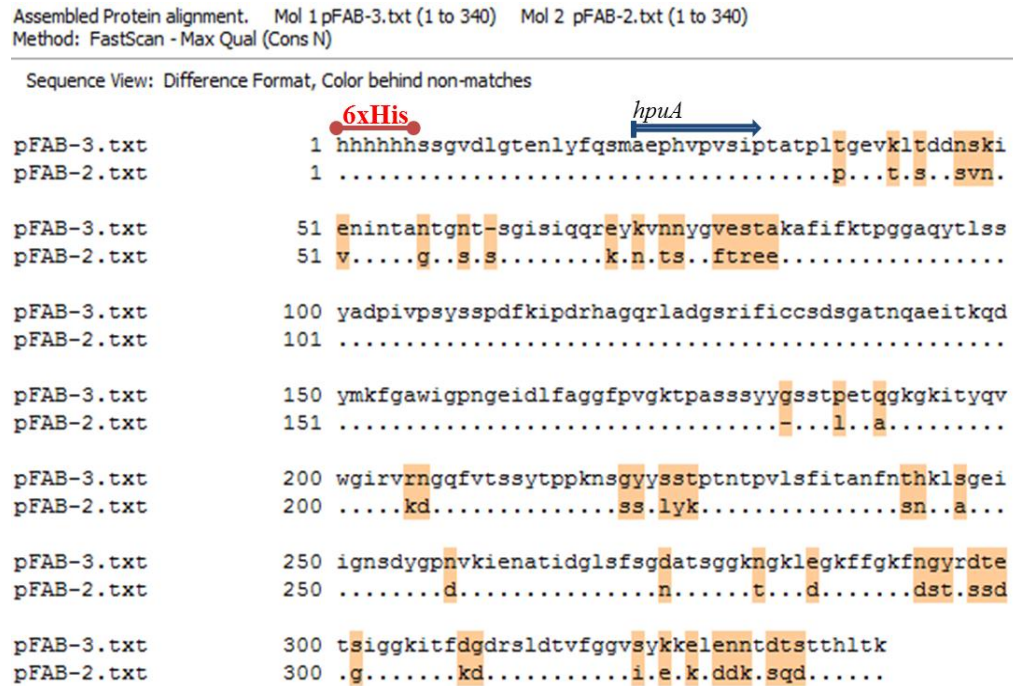 Assembled Protein alignment. Mol 1 pFAB-3.txt (1 to 340) Mol 2 pFAB-2.txt (1 to 340)
Method: FastScan - Max Qual (Cons N)
Sequence View: Difference Format, Color behind non-matches
6xHis hpuA
pFAB-3.txt 1 hhhhhhssgvdlgtenlyfqsmaephvpvsiptatpltgevkltddnski
pFAB-2.txt 1 .....................................p...t.s..svn.
pFAB-3.txt 51 enintantgnt-sgisiqqreykvnnygvestakafifktpggaqytlss
pFAB-2.txt 51 v.....g..s.s........k.n.ts..ftree.................
pFAB-3.txt 100 yadpivpsysspdfkipdrhagqrladgsrificcsdsgatnqaeitkqd
pFAB-2.txt 101 ..................................................
pFAB-3.txt 150 ymkfgawigpngeidlfaggfpvgktpasssyygsstpetqgkgkityqv
pFAB-2.txt 151 .................................-...l..a.........
pFAB-3.txt 200 wgirvrngqfvtssytppknsgyysstptntpvlsfitanfnthklsgei
pFAB-2.txt 200 .....kd..............ss.lyk...............sn..a...
pFAB-3.txt 250 ignsdygpnvkienatidglsfsgdatsggkngklegkffgkfngyrdte
pFAB-2.txt 250 ........d...............n......t...d.......dst.ssd
pFAB-3.txt 300 tsiggkitfdgdrsldtvfggvsykkelenntdtstthltk
pFAB-2.txt 300 .g.......kd...........i.e.k.ddk.sqd......